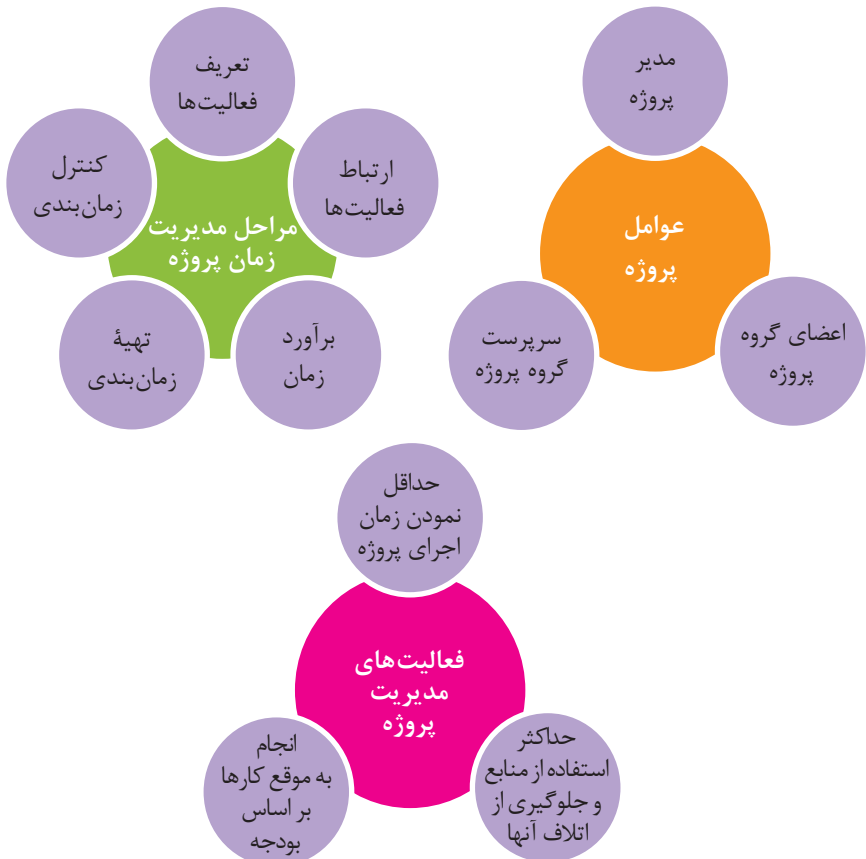 مدیر
پروژه
عوامل
پروژه
اعضای گروه
پروژه
سرپرست
گروه پروژه
تعریف
فعالیت‌ها
ارتباط
فعالیت‌ها
مراحل مدیریت
زمان پروژه
برآورد
زمان
تهیۀ
زمان‌بندی
کنترل
زمان‌بندی
حداقل
نمودن زمان
اجرای پروژه
فعالیت‌های
مدیریت
پروژه
حداکثر
استفاده از منابع
و جلوگیری از
اتلاف آنها
انجام
به موقع کارها
بر اساس
بودجه